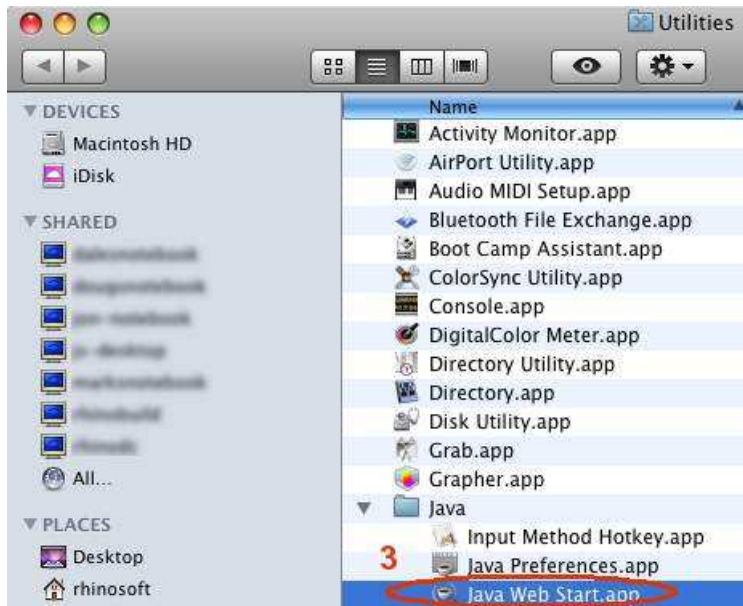 Utilities
DEVICES
Macintosh HD
iDisk
SHARED
All...
PLACES
Desktop
rhinosoft
Name
Activity Monitor.app
AirPort Utility.app
Audio MIDI Setup.app
Bluetooth File Exchange.app
Boot Camp Assistant.app
ColorSync Utility.app
Console.app
DigitalColor Meter.app
Directory Utility.app
Directory.app
Disk Utility.app
Grab.app
Grapher.app
Java
Input Method Hotkey.app
3
Java Preferences.app
Java Web Start.app